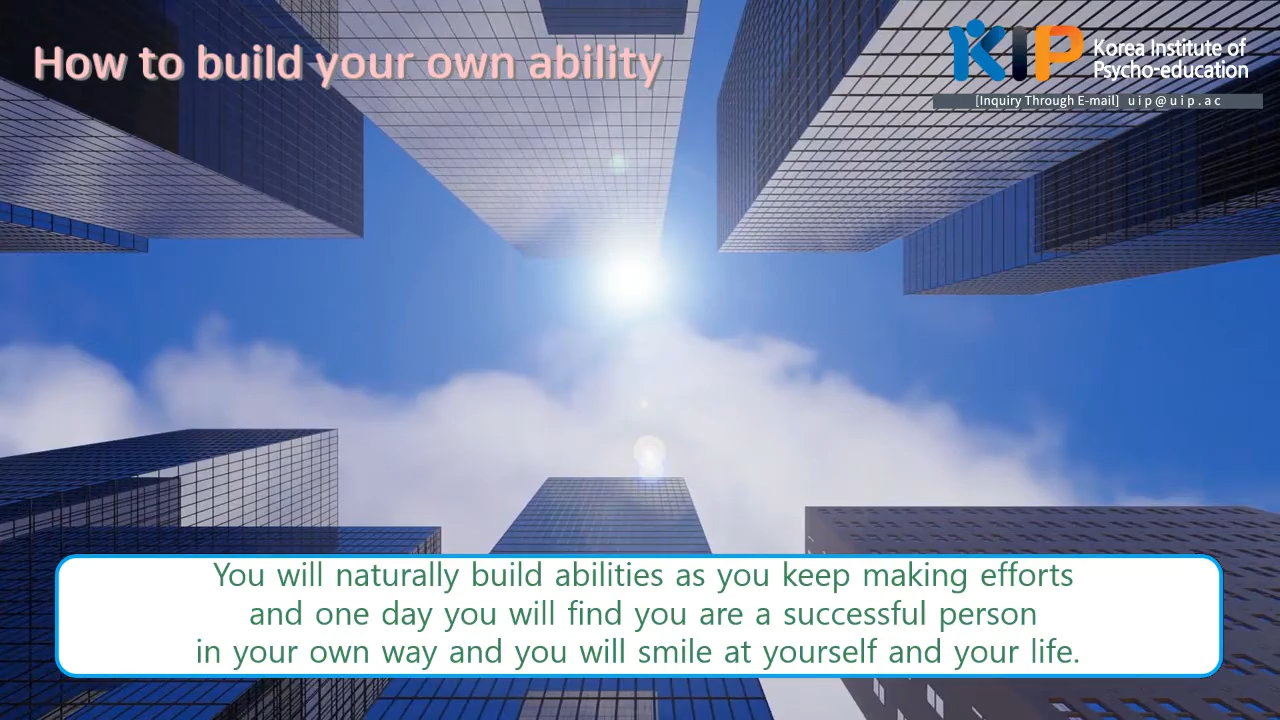 How to build your own ability
KIP Korea Institute of
Psycho-education
[Inquiry Through E-mail] uip@uip.ac
You will naturally build abilities as you keep making efforts
and one day you will find you are a successful person
in your own way and you will smile at yourself and your life.